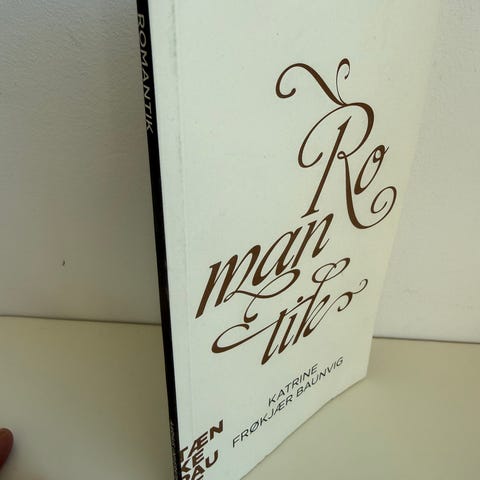 ROMANTIK
Ro
man
tik
KATRINE
FRØKJÆR BAUNVIG
TÆN
KE
PAU